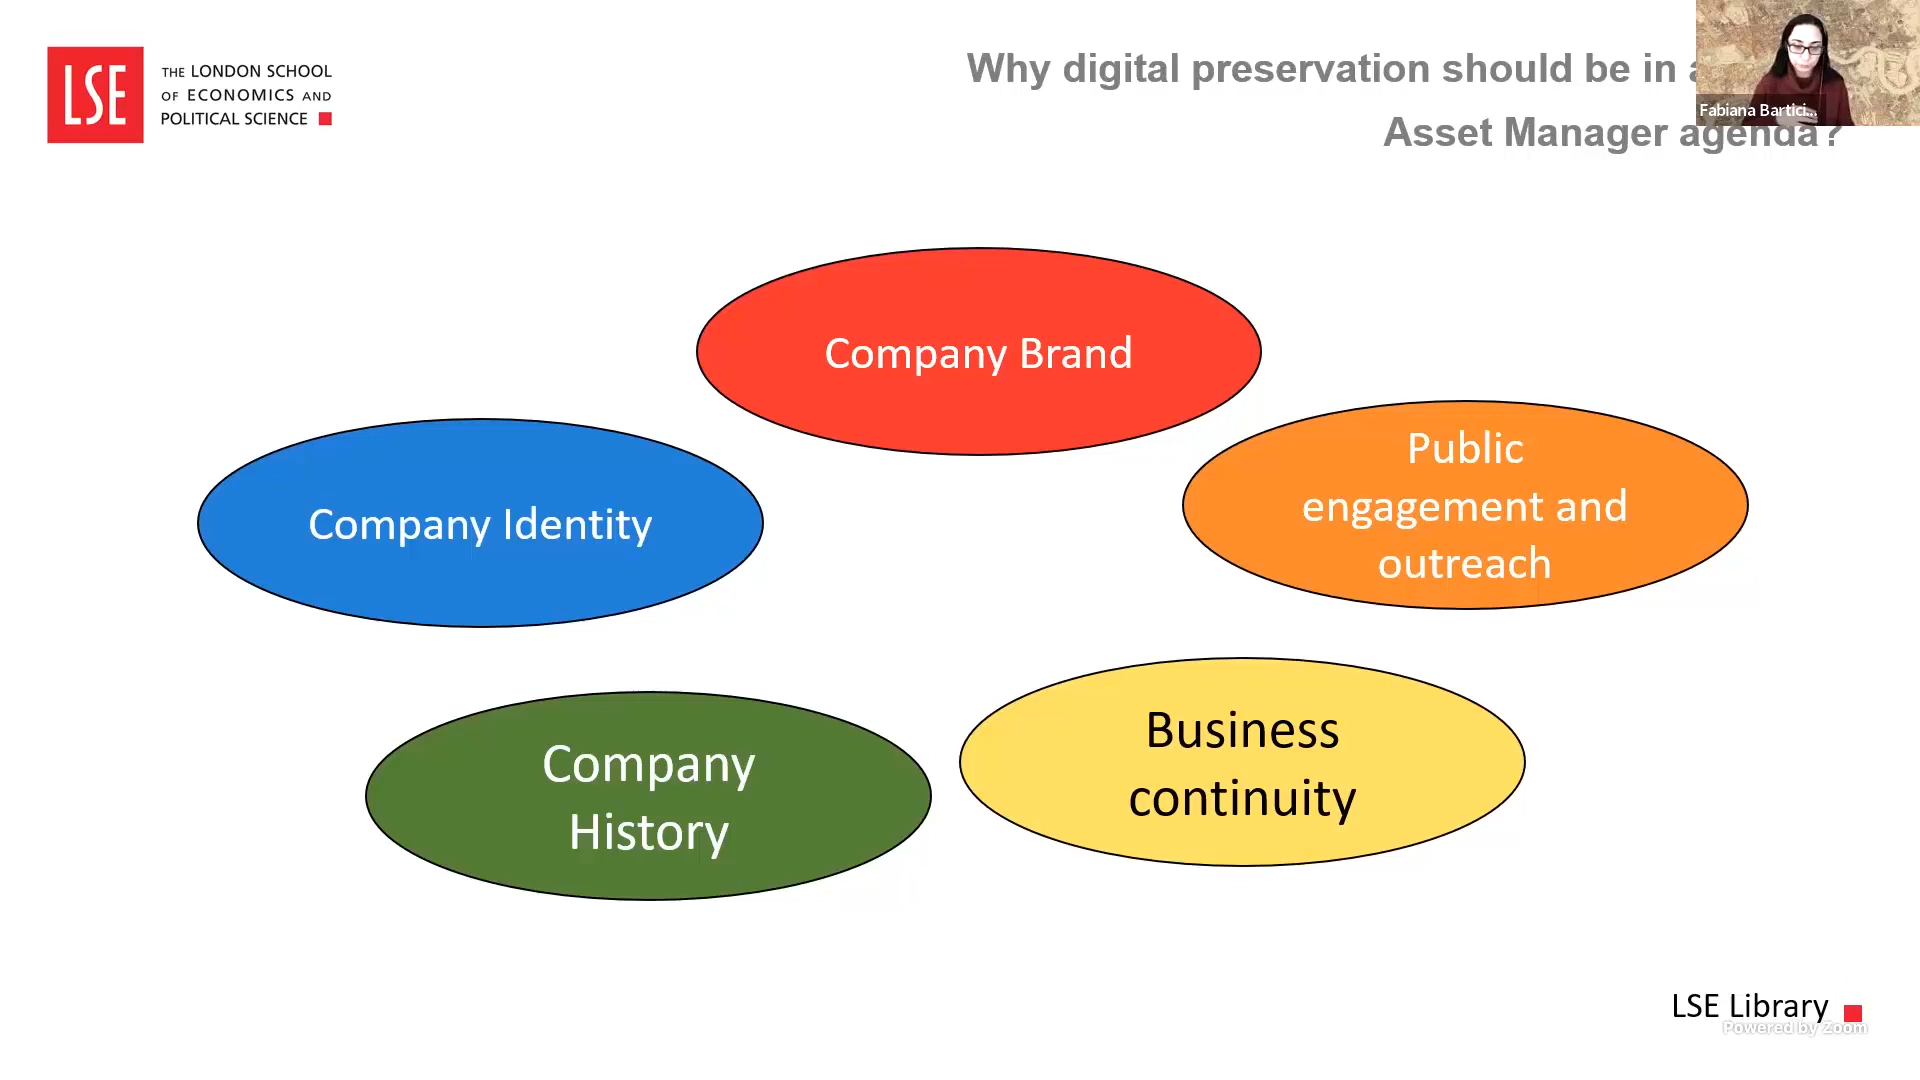 LSE
THE LONDON SCHOOL
OF ECONOMICS AND
POLITICAL SCIENCE
Why digital preservation should be in
Asset Manager agenda?
Fabiana Bartici...
Company Brand
Public
engagement and
outreach
Company Identity
Business
continuity
Company
History
LSE Library
Powered by Zoom